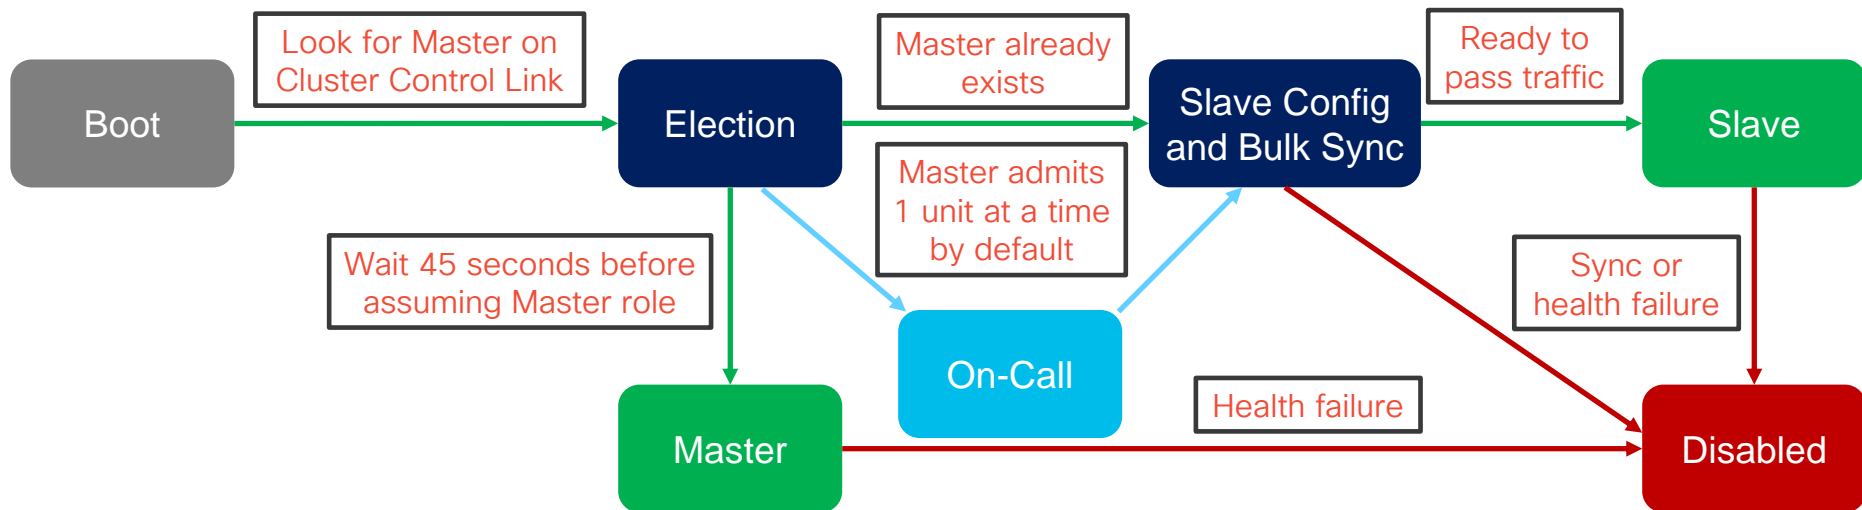 Boot
Look for Master on
Cluster Control Link
Election
Master already
exists
Slave Config
and Bulk Sync
Ready to
pass traffic
Slave
Master admits
1 unit at a time
by default
Wait 45 seconds before
assuming Master role
Sync or
health failure
On-Call
Health failure
Master
Disabled